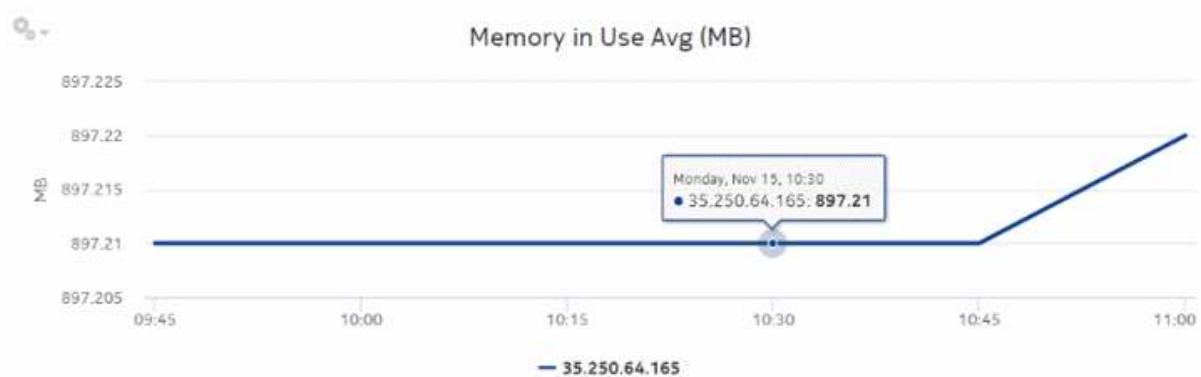 Memory in Use Avg (MB)
897.225
897.22
897.215
897.21
897.205
MB
Monday, Nov 15, 10:30
35.250.64.165: 897.21
09:45 10:00 10:15 10:30 10:45 11:00
35.250.64.165